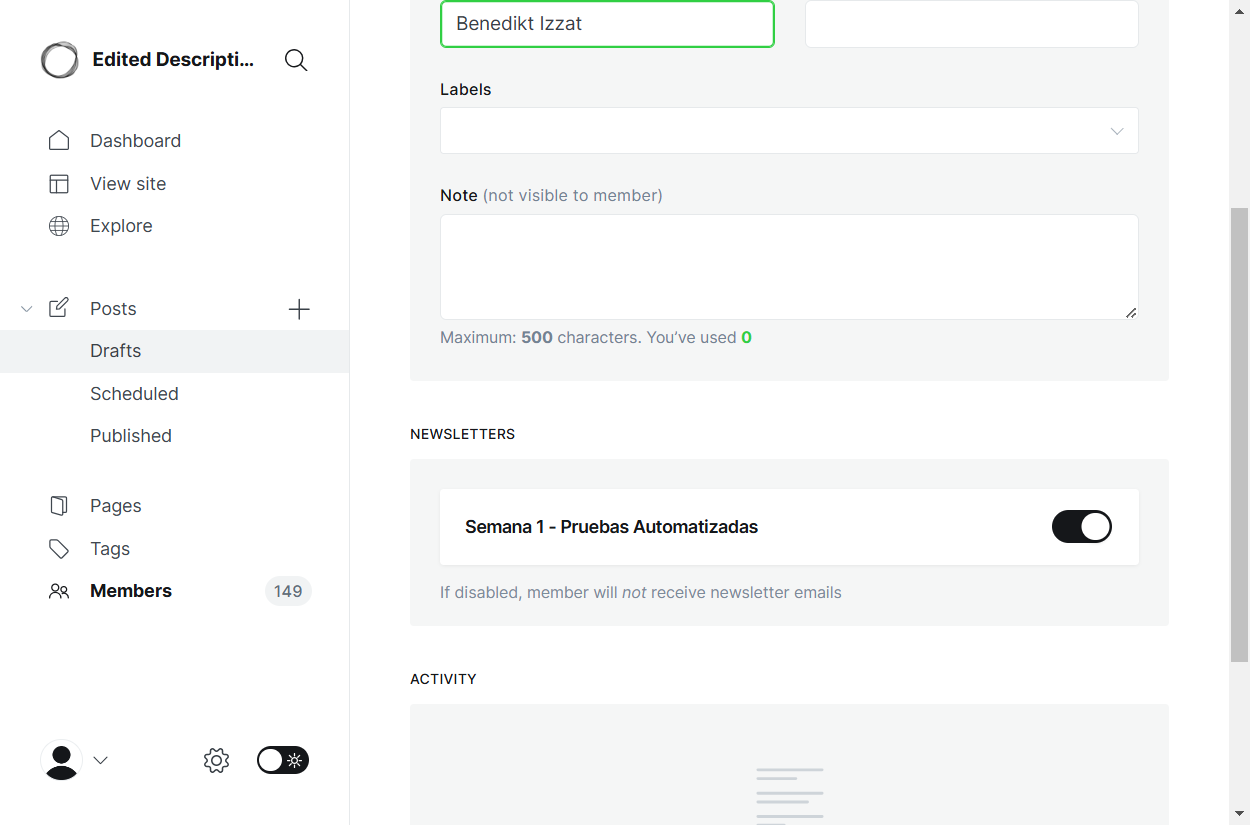 Edited Descripti...
Dashboard
View site
Explore
Posts
Drafts
Scheduled
Published
Pages
Tags
Members 149
Benedikt Izzat
Labels
Note (not visible to member)
Maximum: 500 characters. You’ve used 0
NEWSLETTERS
Semana 1 - Pruebas Automatizadas
If disabled, member will not receive newsletter emails
ACTIVITY